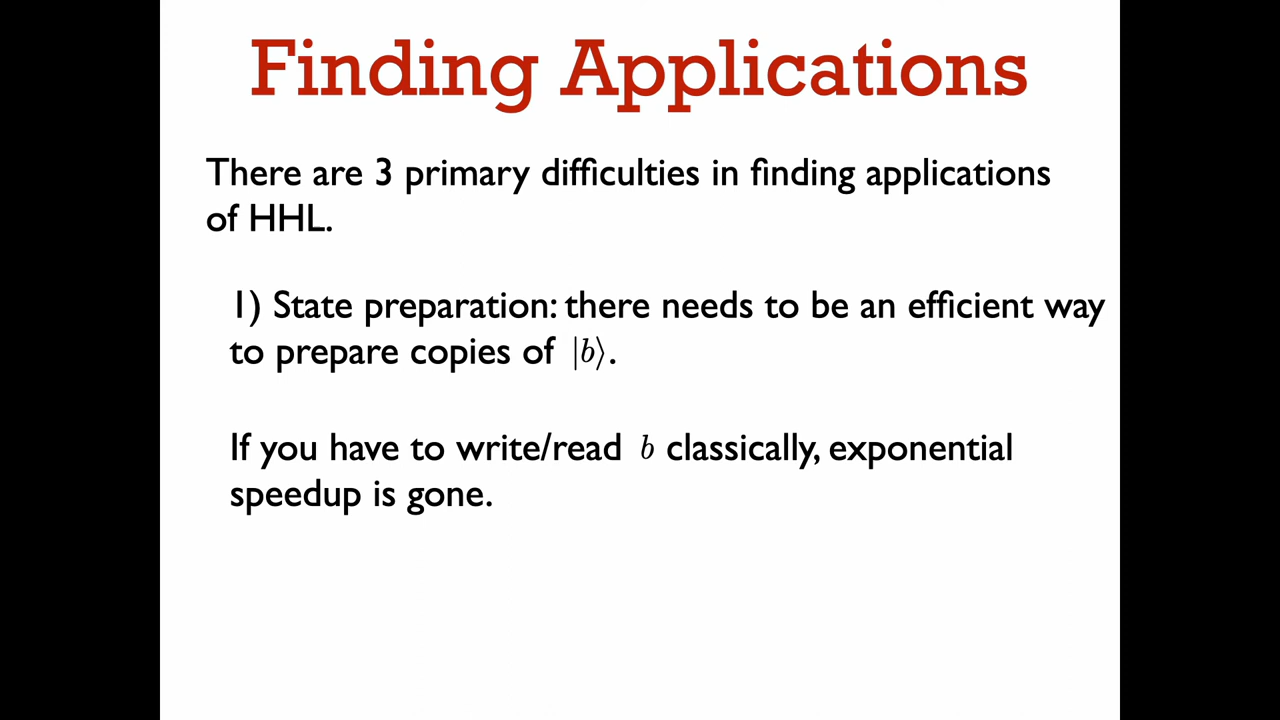 Finding Applications
There are 3 primary difficulties in finding applications
of HHL.
1) State preparation: there needs to be an efficient way
to prepare copies of |b⟩.
If you have to write/read b classically, exponential
speedup is gone.